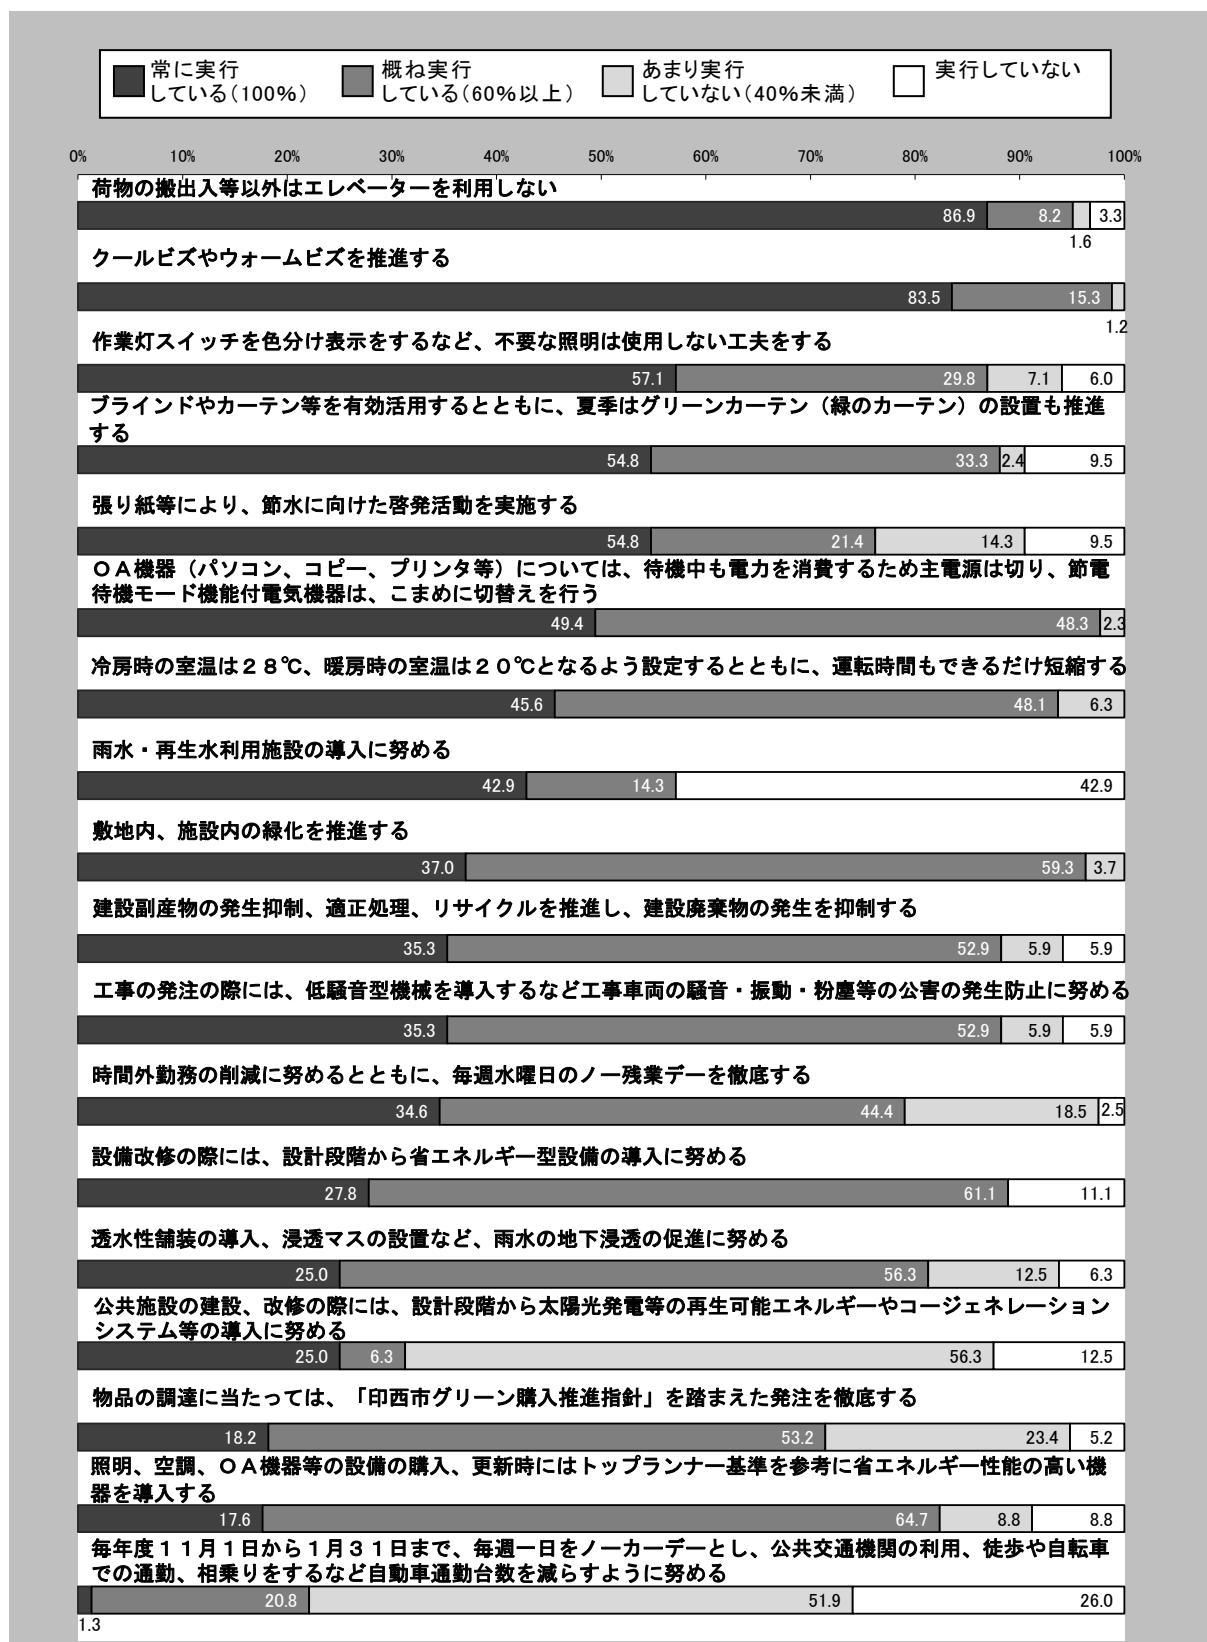 常に実行
している（100%）
概ね実行
している（60%以上）
あまり実行
していない（40%未満）
実行していない
0% 10% 20% 30% 40% 50% 60% 70% 80% 90% 100%
荷物の搬出入等以外はエレベーターを利用しない
86.9 8.2 3.3
1.6
クールビズやウォームビズを推進する
83.5 15.3
1.2
作業灯スイッチを色分け表示をするなど、不要な照明は使用しない工夫をする
57.1 29.8 7.1 6.0
ブラインドやカーテン等を有効活用するとともに、夏季はグリーンカーテン（緑のカーテン）の設置も推進
する
54.8 33.3 2.4 9.5
張り紙等により、節水に向けた啓発活動を実施する
54.8 21.4 14.3 9.5
ＯＡ機器（パソコン、コピー、プリンタ等）については、待機中も電力を消費するため主電源は切り、節電
待機モード機能付電気機器は、こまめに切替えを行う
49.4 48.3 2.3
冷房時の室温は２８℃、暖房時の室温は２０℃となるよう設定するとともに、運転時間もできるだけ短縮する
45.6 48.1 6.3
雨水・再生水利用施設の導入に努める
42.9 14.3 42.9
敷地内、施設内の緑化を推進する
37.0 59.3 3.7
建設副産物の発生抑制、適正処理、リサイクルを推進し、建設廃棄物の発生を抑制する
35.3 52.9 5.9 5.9
工事の発注の際には、低騒音型機械を導入するなど工事車両の騒音・振動・粉塵等の公害の発生防止に努める
35.3 52.9 5.9 5.9
時間外勤務の削減に努めるとともに、毎週水曜日のノー残業デーを徹底する
34.6 44.4 18.5 2.5
設備改修の際には、設計段階から省エネルギー型設備の導入に努める
27.8 61.1 11.1
透水性舗装の導入、浸透マスの設置など、雨水の地下浸透の促進に努める
25.0 56.3 12.5 6.3
公共施設の建設、改修の際には、設計段階から太陽光発電等の再生可能エネルギーやコージェネレーション
システム等の導入に努める
25.0 6.3 56.3 12.5
物品の調達に当たっては、「印西市グリーン購入推進指針」を踏まえた発注を徹底する
18.2 53.2 23.4 5.2
照明、空調、ＯＡ機器等の設備の購入、更新時にはトップランナー基準を参考に省エネルギー性能の高い機
器を導入する
17.6 64.7 8.8 8.8
毎年度１１月１日から１月３１日まで、毎週一日をノーカーデーとし、公共交通機関の利用、徒歩や自転車
での通勤、相乗りをするなど自動車通勤台数を減らすように努める
20.8 51.9 26.0
1.3